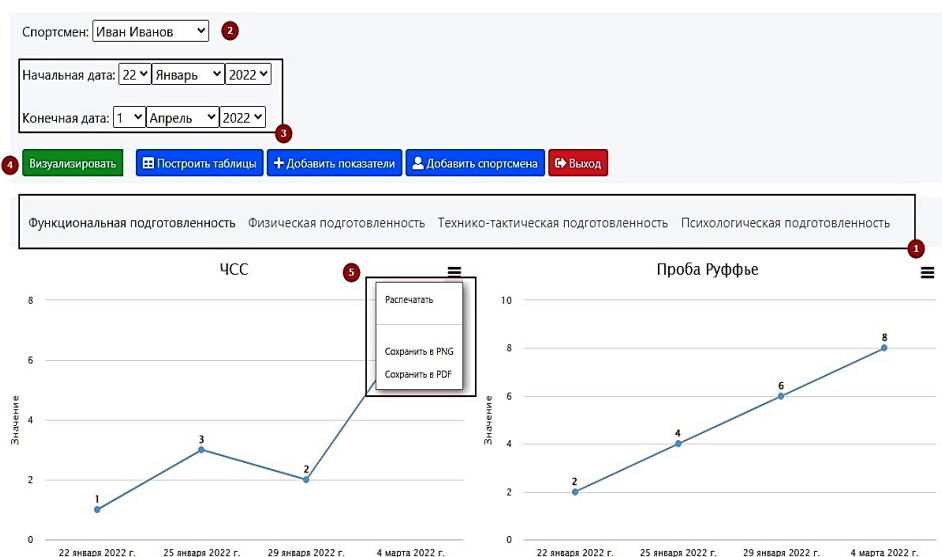 Спортсмен: Иван Иванов 2
Начальная дата: 22 Январь 2022
Конечная дата: 1 Апрель 2022
3
4 Визуализировать Построить таблицы Добавить показатели Добавить спортсмена Выход
Функциональная подготовленность Физическая подготовленность Технико-тактическая подготовленность Психологическая подготовленность
1
ЧСС
5
Распечатать
Сохранить в PNG
Сохранить в PDF
8
6
4
2
0
Значение
1
3
2
22 января 2022 г. 25 января 2022 г. 29 января 2022 г. 4 марта 2022 г.
Проба Руффье
10
8
6
4
2
0
Значение
2
4
6
8
22 января 2022 г. 25 января 2022 г. 29 января 2022 г. 4 марта 2022 г.